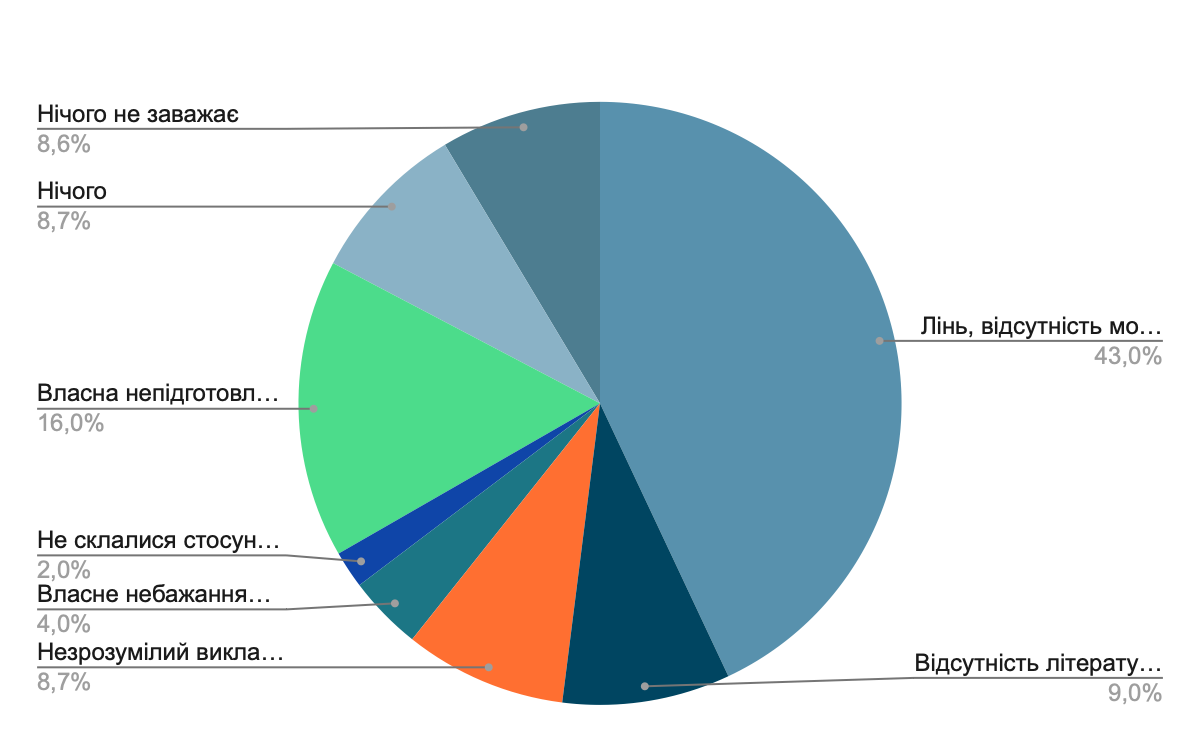 Нічого не заважає
8,6%
Нічого
8,7%
Власна непідготовл…
16,0%
Не склалися стосун…
2,0%
Власне небажання…
4,0%
Незрозумілий викла…
8,7%
Лінь, відсутність мо…
43,0%
Відсутність літерату…
9,0%